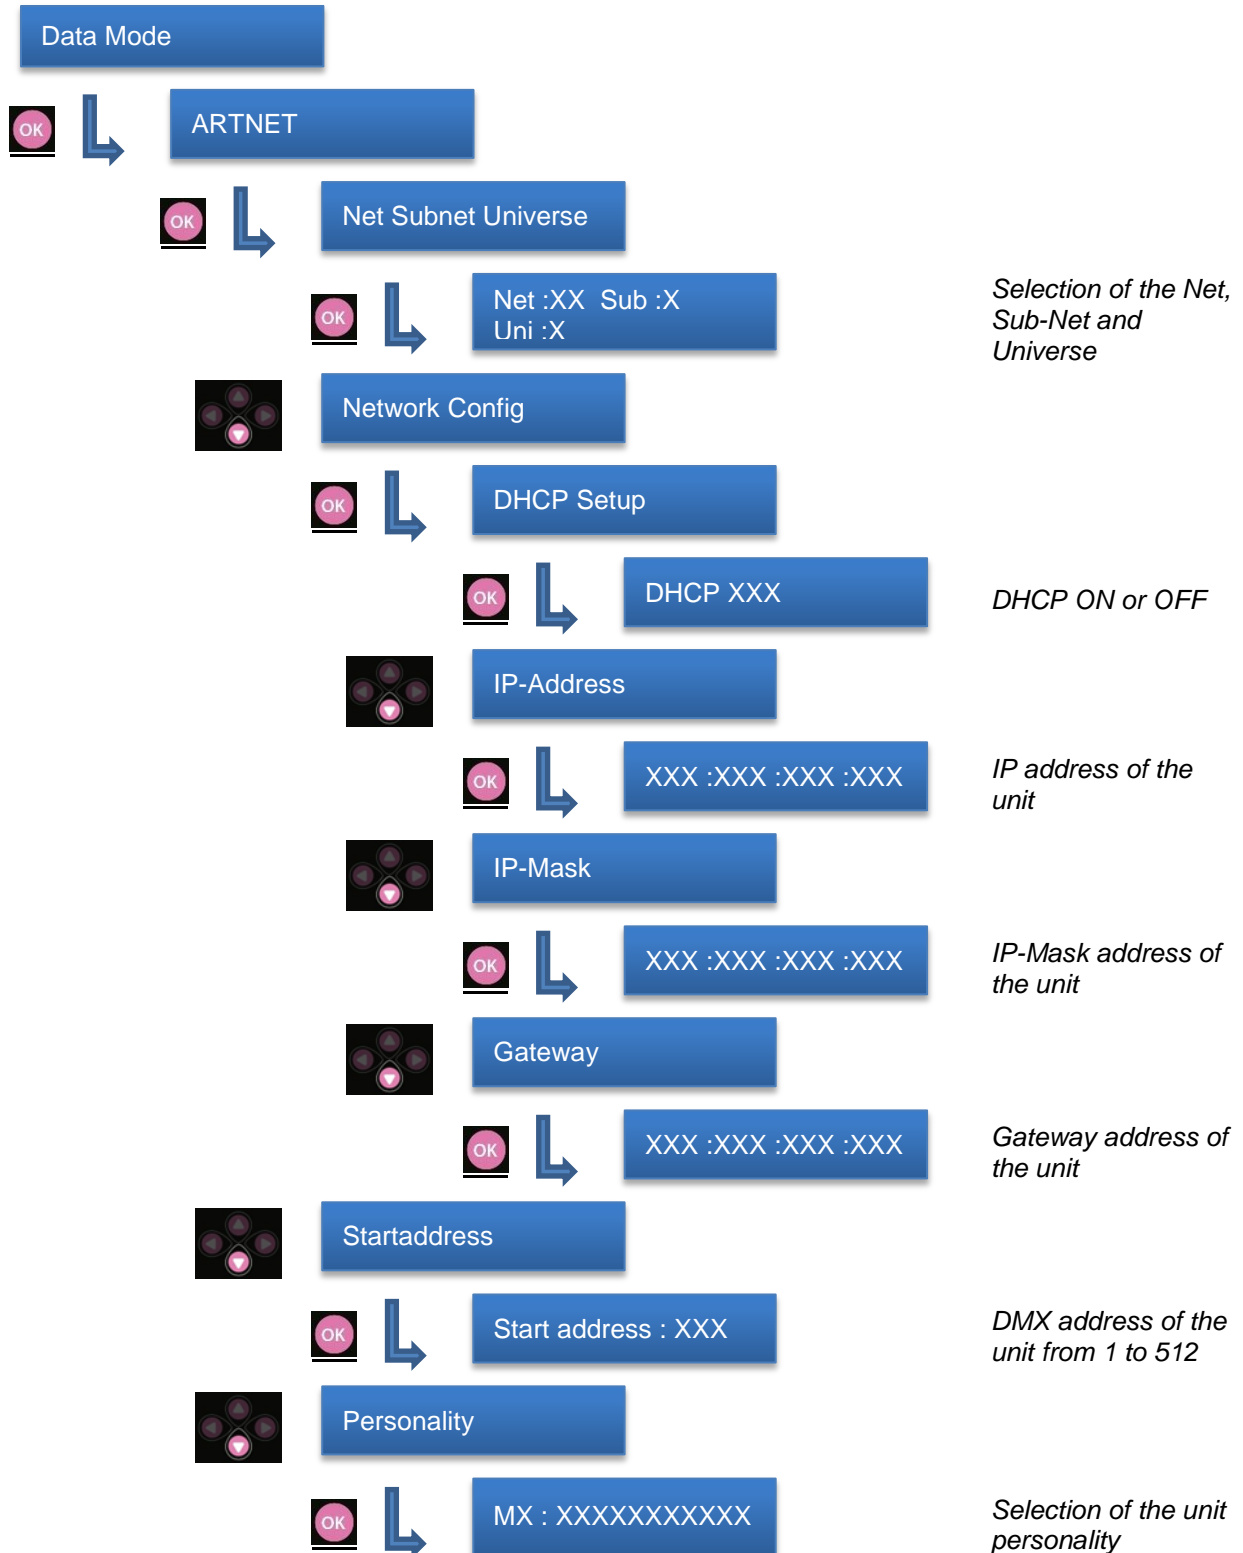 Data Mode
OK
ARTNET
OK
Net Subnet Universe
OK
Net :XX  Sub :X
Uni :X
Selection of the Net,
Sub-Net and
Universe
Network Config
OK
DHCP Setup
OK
DHCP XXX
DHCP ON or OFF
IP-Address
OK
XXX :XXX :XXX :XXX
IP address of the
unit
IP-Mask
OK
XXX :XXX :XXX :XXX
IP-Mask address of
the unit
Gateway
OK
XXX :XXX :XXX :XXX
Gateway address of
the unit
Startaddress
OK
Start address : XXX
DMX address of the
unit from 1 to 512
Personality
OK
MX : XXXXXXXXXXX
Selection of the unit
personality